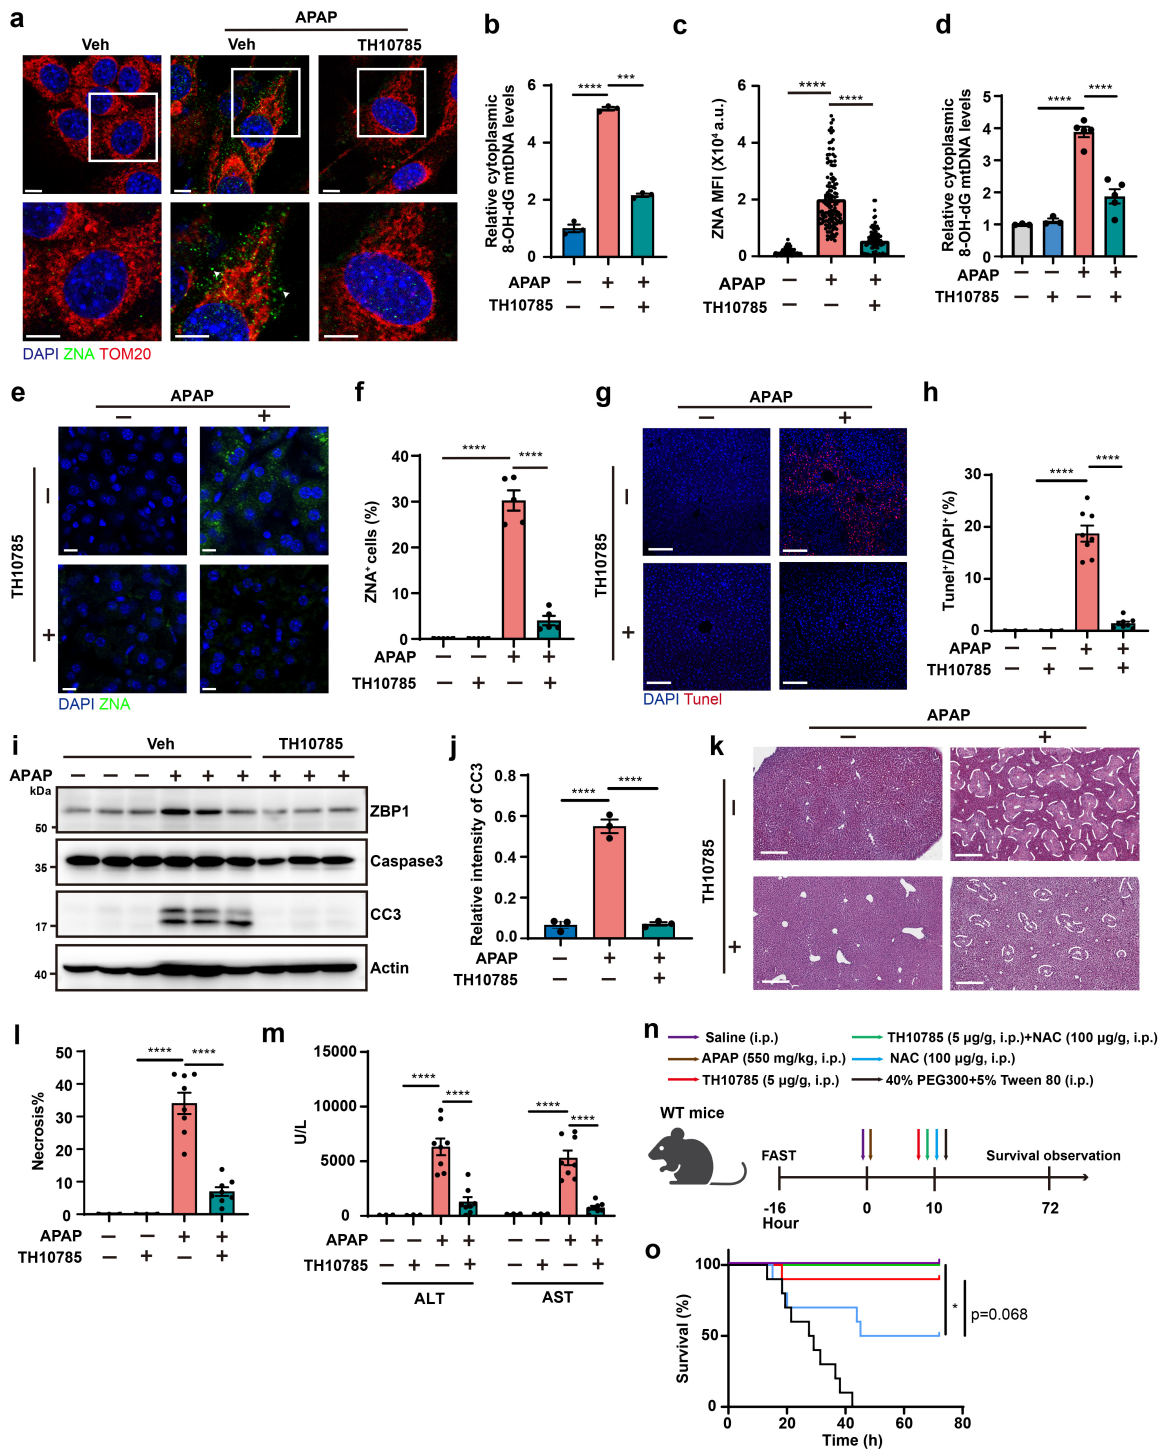 a
APAP
Veh
Veh
TH10785
DAPI ZNA TOM20
b
Relative cytoplasmic
8-OH-dG mtDNA levels
6
4
2
0
**** ***
APAP − + +
TH10785 − − +
c
ZNA MFI (X10⁴ a.u.)
6
4
2
0
****
****
APAP − + +
TH10785 − − +
d
Relative cytoplasmic
8-OH-dG mtDNA levels
5
4
3
2
1
0
**** ****
APAP − − + +
TH10785 − + − +
e
APAP
− +
TH10785
−
+
DAPI ZNA
f
ZNA⁺ cells (%)
40
30
20
10
0
**** ****
APAP − − + +
TH10785 − + − +
g
APAP
− +
TH10785
−
+
DAPI Tunel
h
Tunel⁺/DAPI⁺ (%)
30
20
10
0
**** ****
APAP − − + +
TH10785 − + − +
i
Veh TH10785
APAP − − − + + + + + +
kDa
50
ZBP1
35
Caspase3
17
CC3
40
Actin
j
Relative intensity of CC3
0.8
0.6
0.4
0.2
0.0
**** ****
APAP − + +
TH10785 − − +
k
APAP
− +
TH10785
−
+
l
Necrosis%
50
40
30
20
10
0
**** ****
APAP − − + +
TH10785 − + − +
m
U/L
15000
10000
5000
0
**** **** **** ****
APAP − − + + − − + +
TH10785 − + − + − + − +
ALT AST
n
Saline (i.p.)
APAP (550 mg/kg, i.p.)
TH10785 (5 μg/g, i.p.)
TH10785 (5 μg/g, i.p.)+NAC (100 μg/g, i.p.)
NAC (100 μg/g, i.p.)
40% PEG300+5% Tween 80 (i.p.)
WT mice
FAST Survival observation
-16 0 10 72
Hour
o
Survival (%)
100
50
0
*
p=0.068
0 20 40 60 80
Time (h)